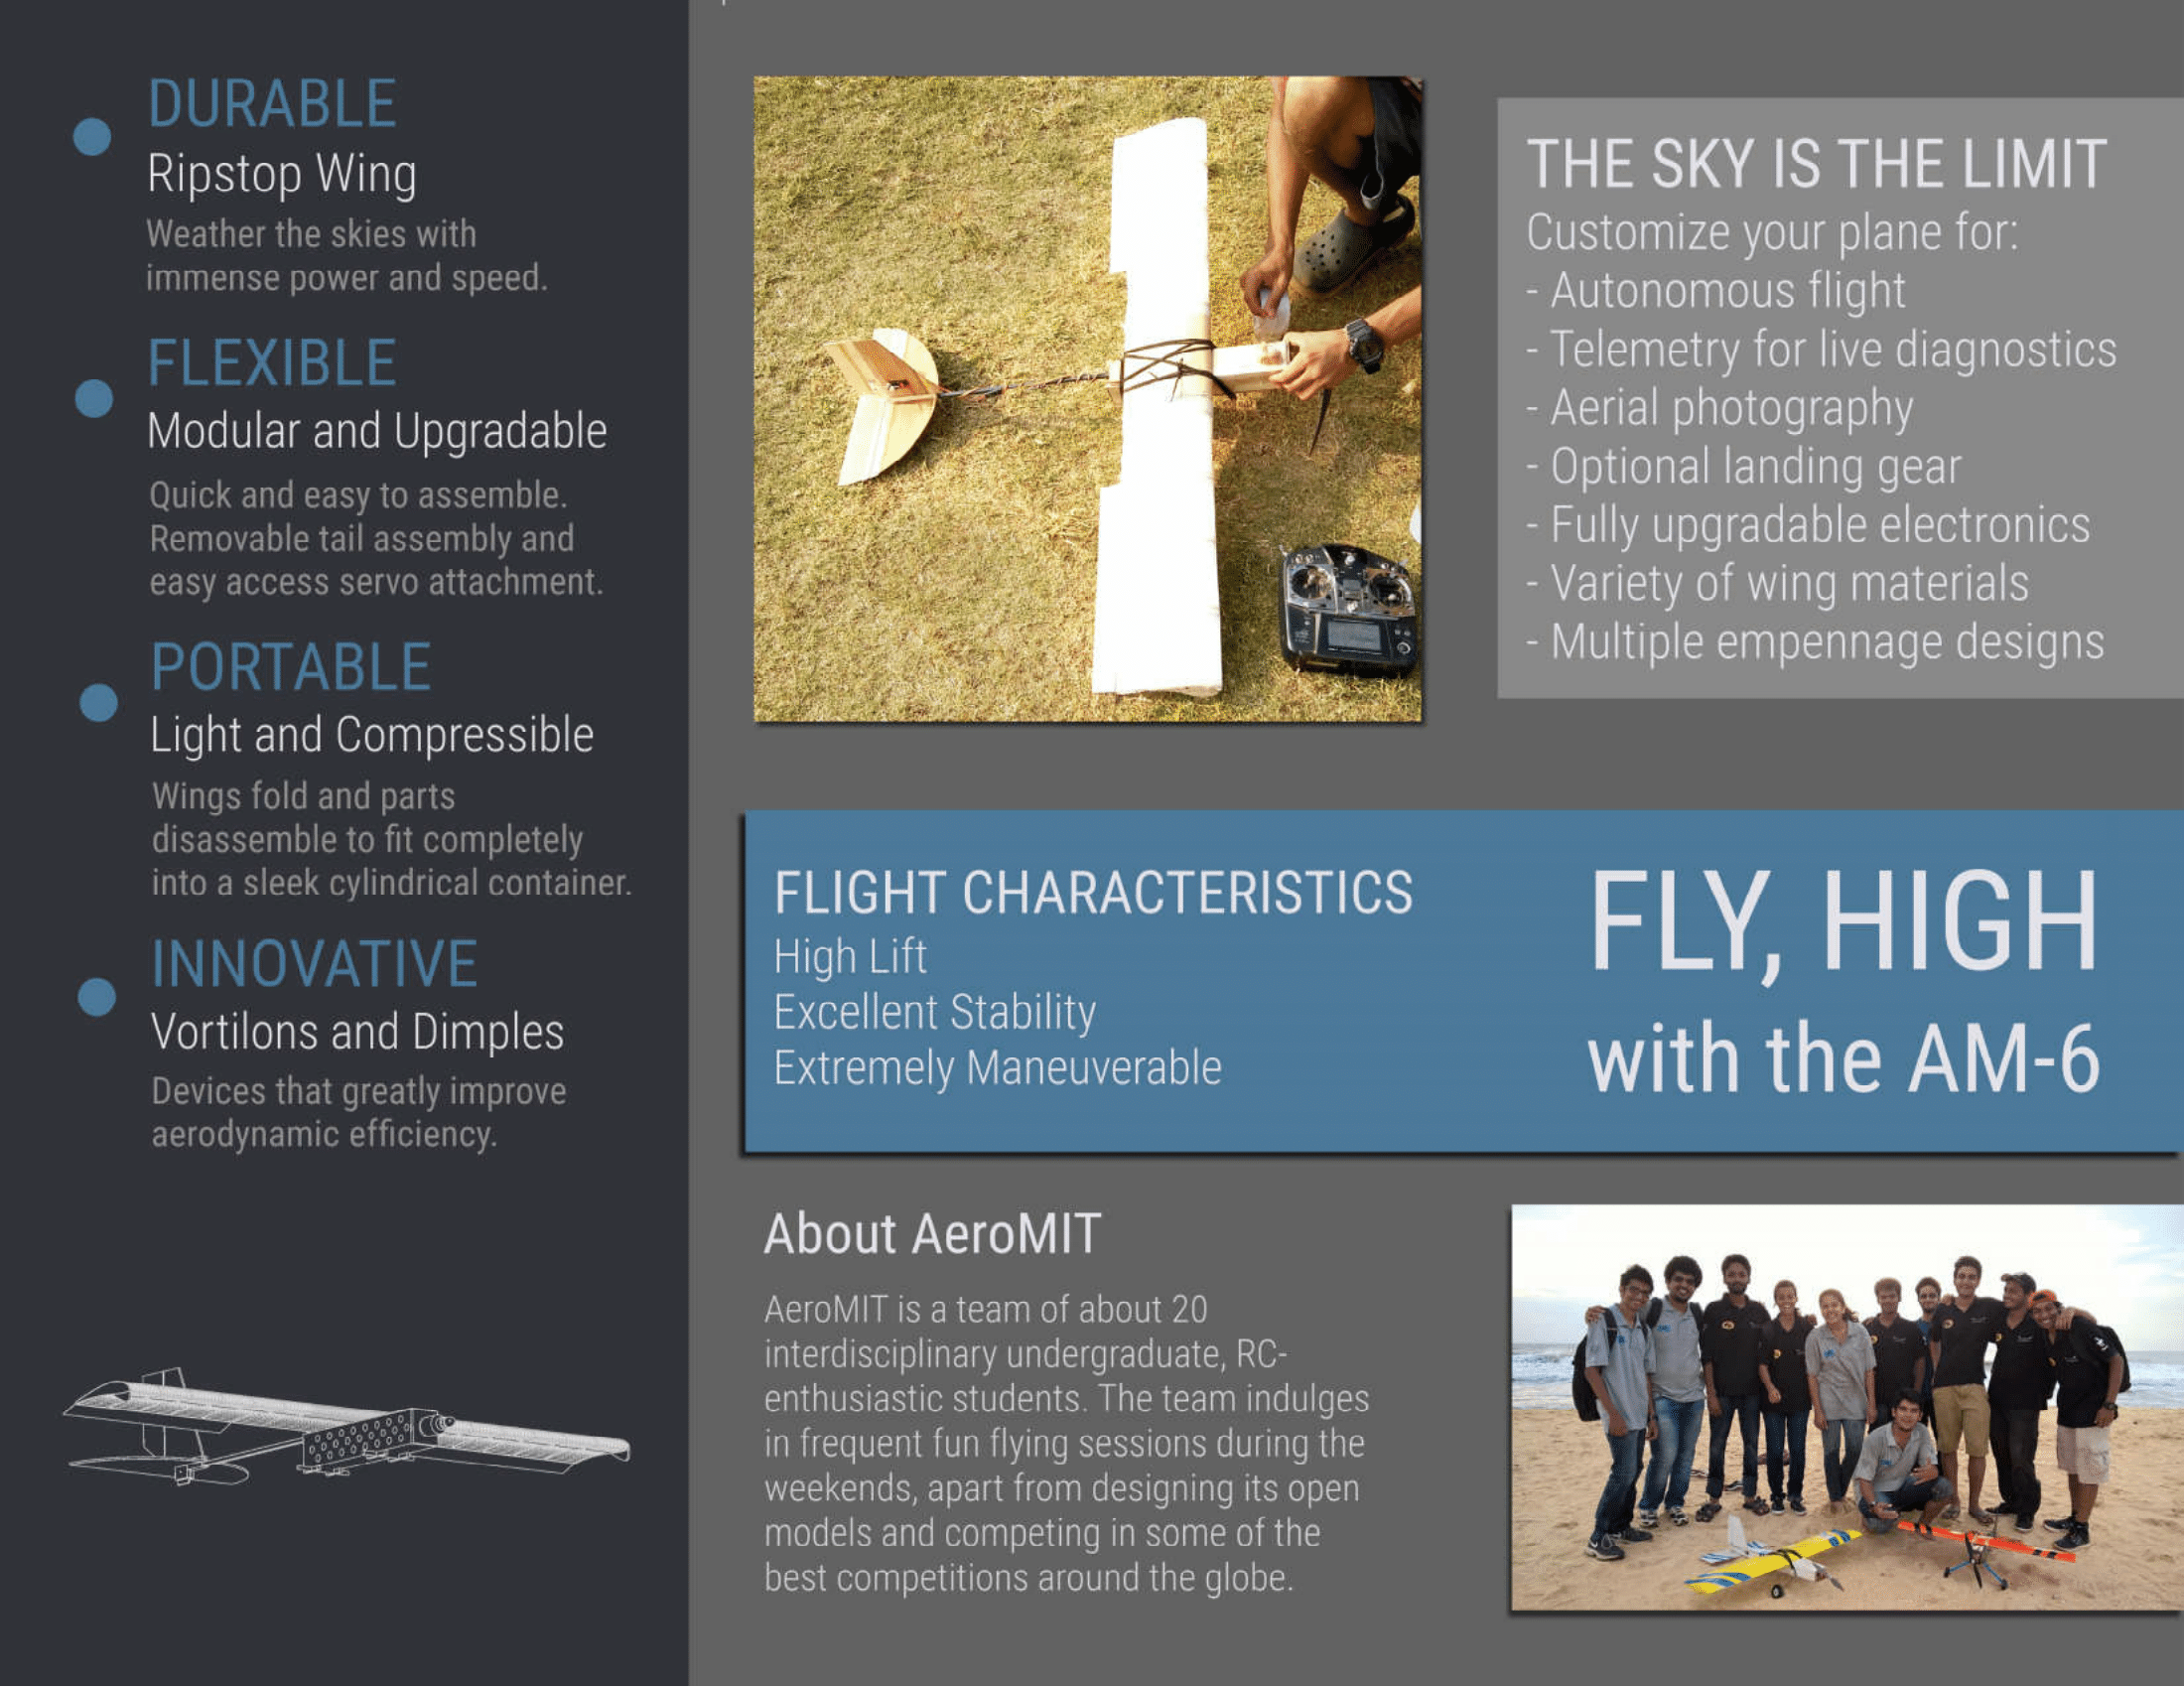 DURABLE
Ripstop Wing
Weather the skies with
immense power and speed.
FLEXIBLE
Modular and Upgradable
Quick and easy to assemble.
Removable tail assembly and
easy access servo attachment.
PORTABLE
Light and Compressible
Wings fold and parts
disassemble to fit completely
into a sleek cylindrical container.
INNOVATIVE
Vortilons and Dimples
Devices that greatly improve
aerodynamic efficiency.
THE SKY IS THE LIMIT
Customize your plane for:
- Autonomous flight
- Telemetry for live diagnostics
- Aerial photography
- Optional landing gear
- Fully upgradable electronics
- Variety of wing materials
- Multiple empennage designs
FLIGHT CHARACTERISTICS
High Lift
Excellent Stability
Extremely Maneuverable
FLY, HIGH
with the AM-6
About AeroMIT
AeroMIT is a team of about 20
interdisciplinary undergraduate, RC-
enthusiastic students. The team indulges
in frequent fun flying sessions during the
weekends, apart from designing its open
models and competing in some of the
best competitions around the globe.